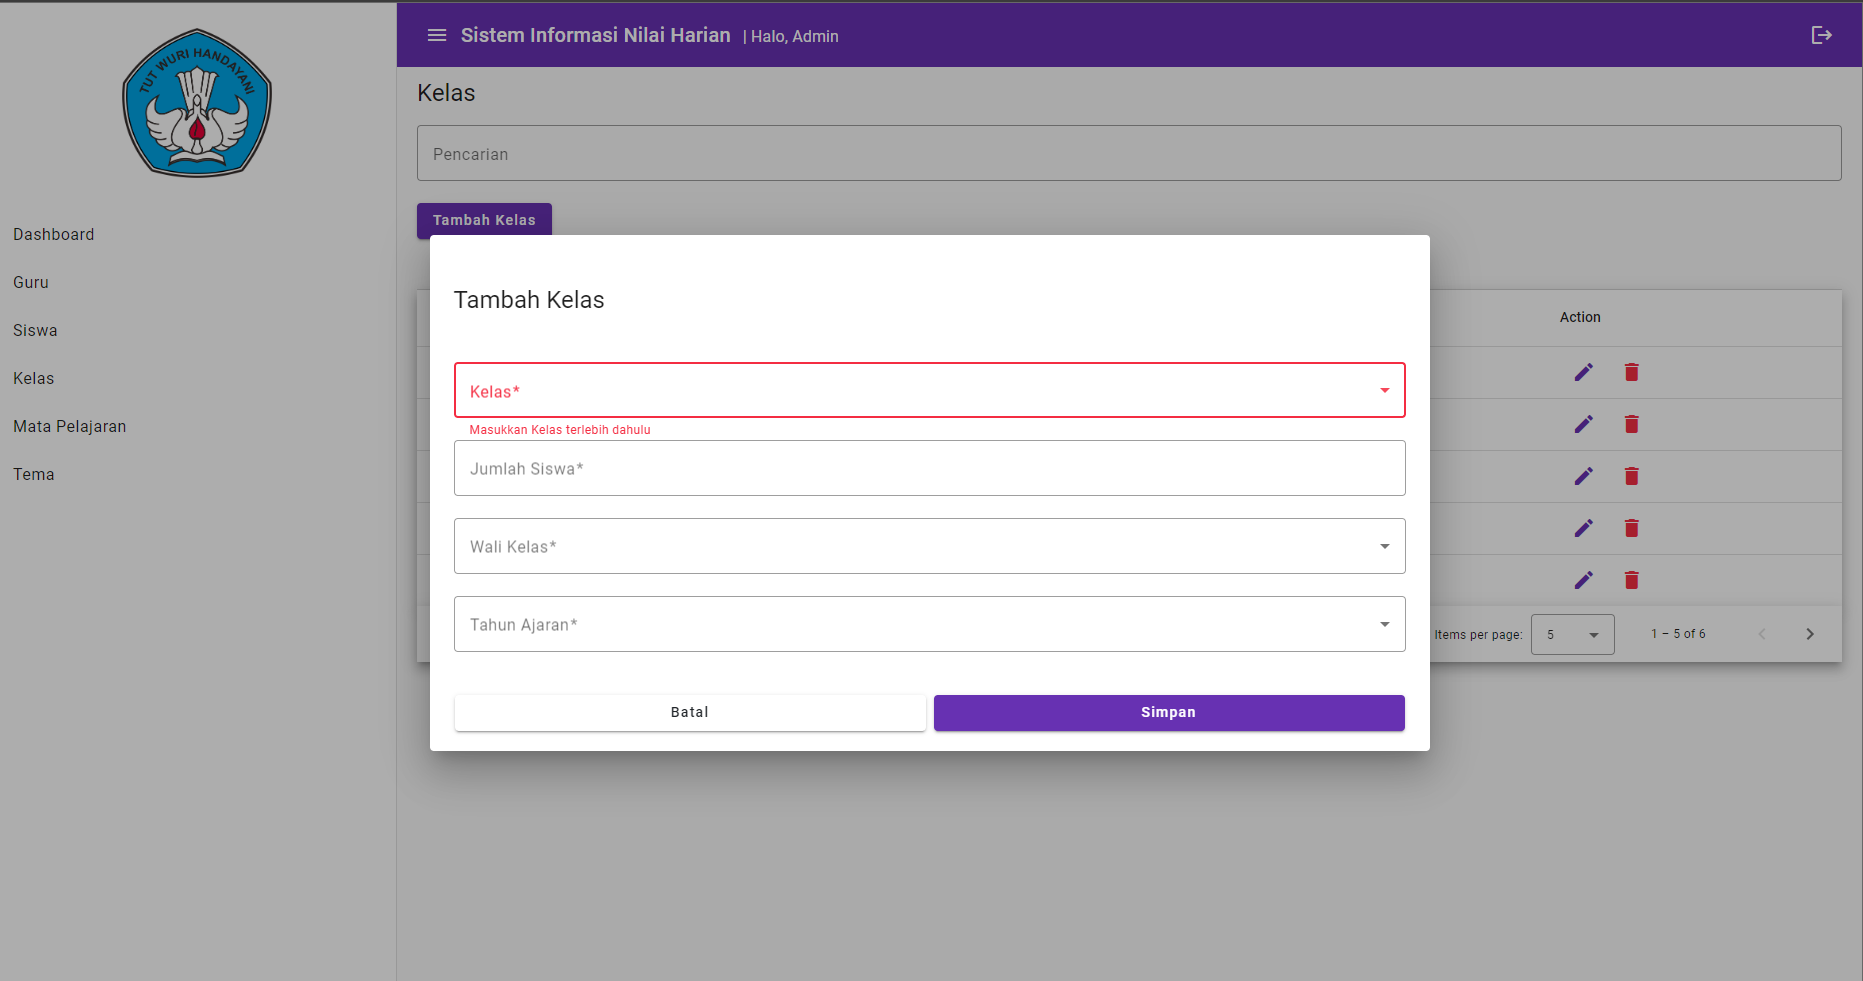 TUT WURI HANDAYANI
Dashboard
Guru
Siswa
Kelas
Mata Pelajaran
Tema
Sistem Informasi Nilai Harian | Halo, Admin
Kelas
Pencarian
Tambah Kelas
Action
Tambah Kelas
Kelas*
Masukkan Kelas terlebih dahulu
Jumlah Siswa*
Wali Kelas*
Tahun Ajaran*
Batal
Simpan
Items per page: 5 1 – 5 of 6